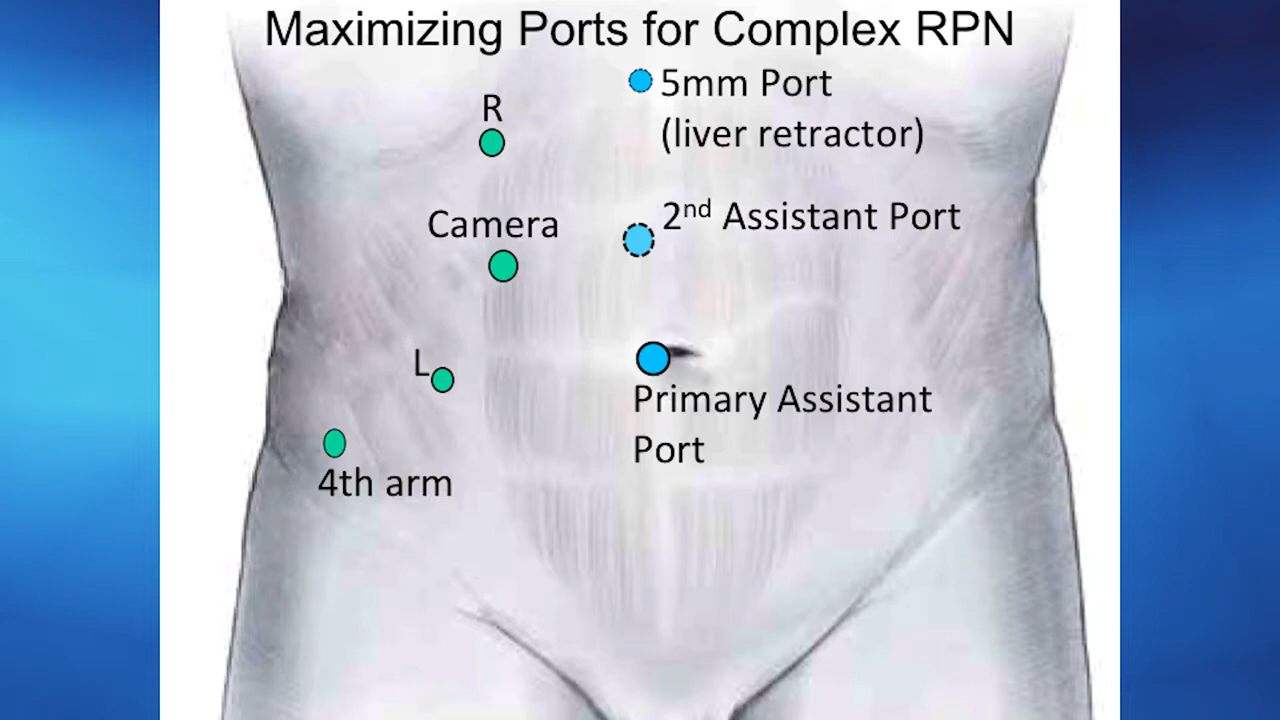 Maximizing Ports for Complex RPN
5mm Port
(liver retractor)
R
2nd Assistant Port
Camera
L
Primary Assistant
Port
4th arm